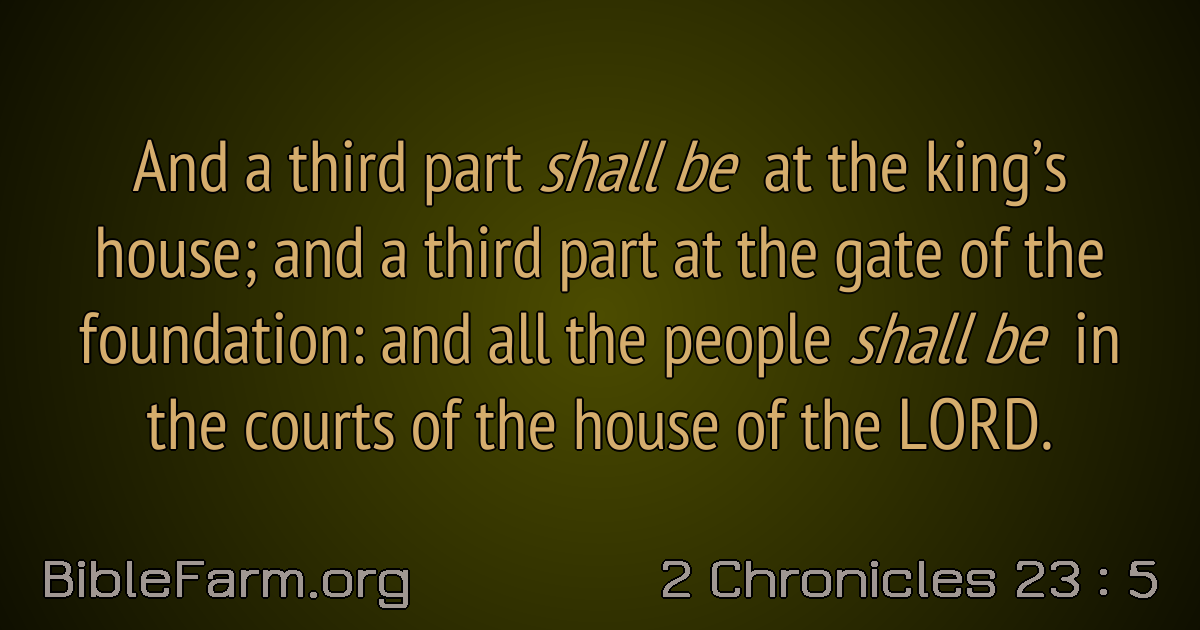 And a third part shall be at the king’s
house; and a third part at the gate of the
foundation: and all the people shall be in
the courts of the house of the LORD.
BibleFarm.org
2 Chronicles 23 : 5